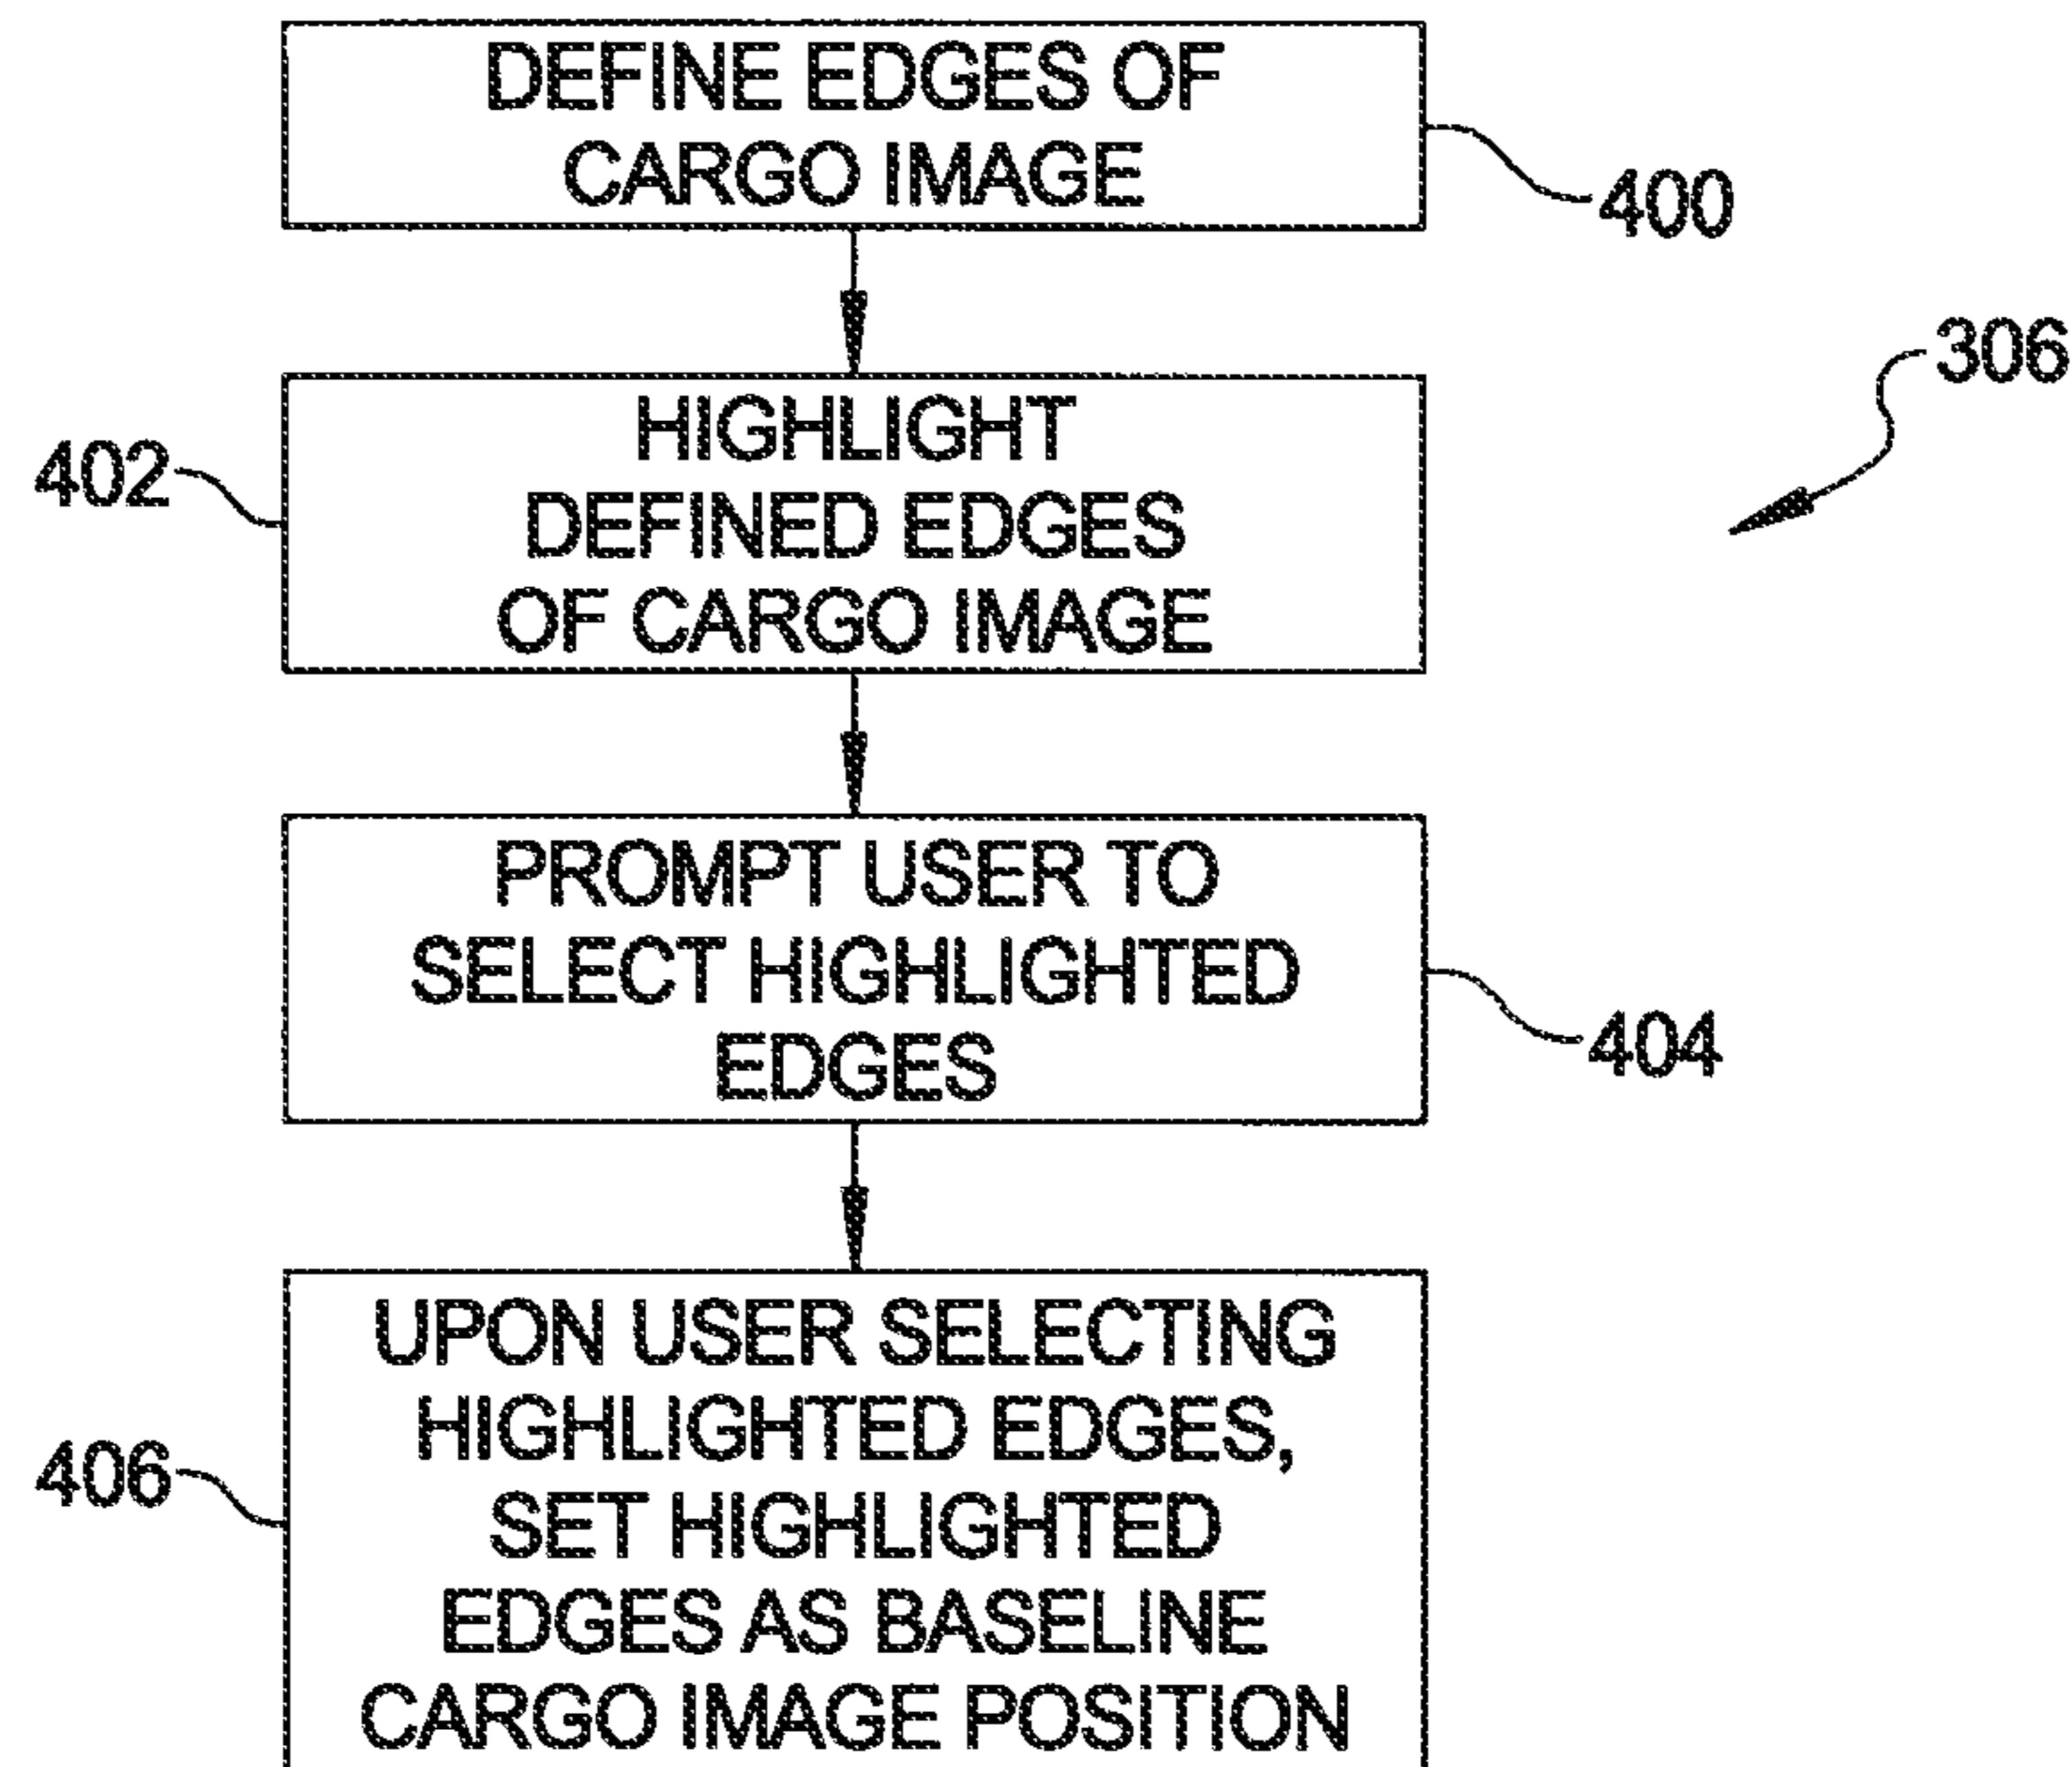 DEFINE EDGES OF
CARGO IMAGE
400
306
HIGHLIGHT
DEFINED EDGES
OF CARGO IMAGE
402
PROMPT USER TO
SELECT HIGHLIGHTED
EDGES
404
UPON USER SELECTING
HIGHLIGHTED EDGES,
SET HIGHLIGHTED
EDGES AS BASELINE
CARGO IMAGE POSITION
406